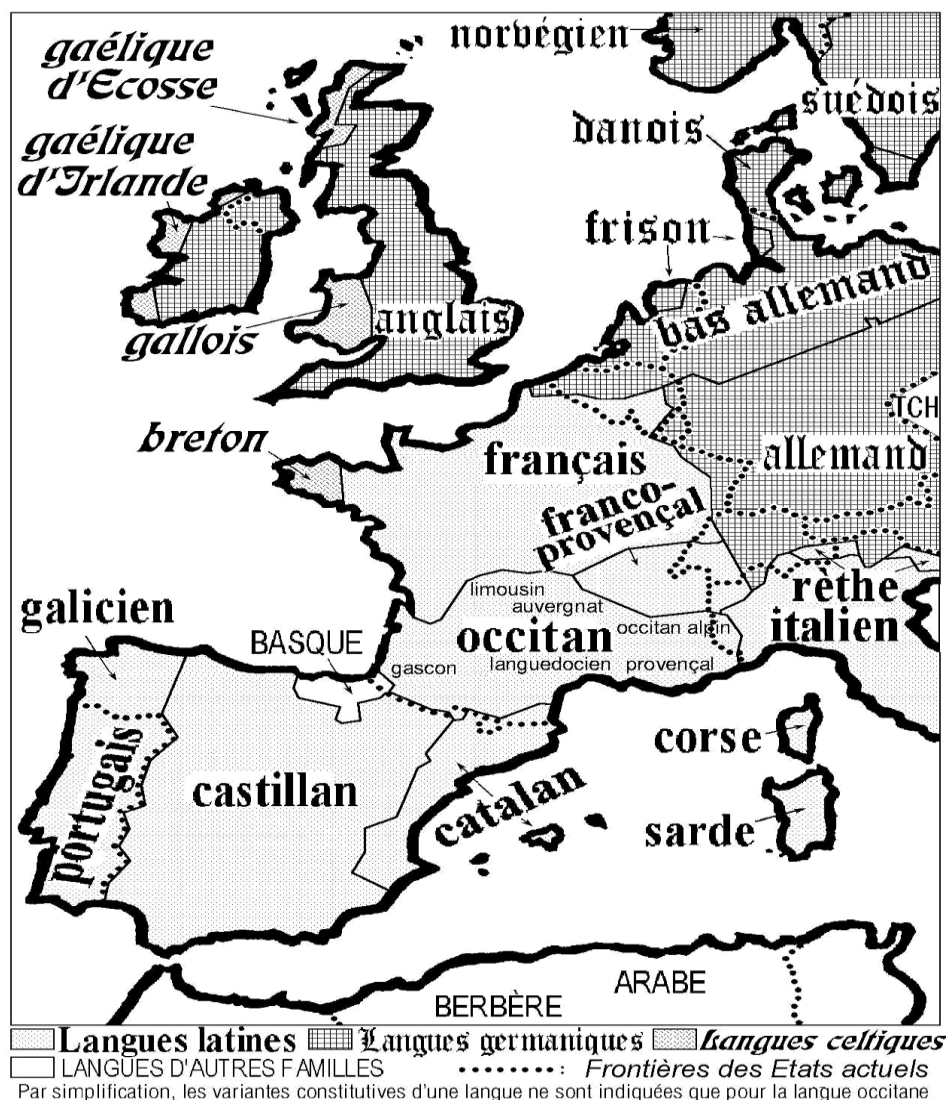 norvégien
gaélique
d'Ecosse
suédois
danois
gaélique
d'Irlande
frison
bas allemand
gallois
anglais
TCH
breton
français
allemand
franco-
provençal
rèthe
limousin
auvergnat
galicien
occitan
occitan alpin
italien
BASQUE
gascon
languedocien
provençal
corse
portugais
castillan
catalan
sarde
ARABE
BERBÈRE
Langues latines Langues germaniques Langues celtiques
LANGUES D'AUTRES FAMILLES : Frontières des Etats actuels
Par simplification, les variantes constitutives d'une langue ne sont indiquées que pour la langue occitane